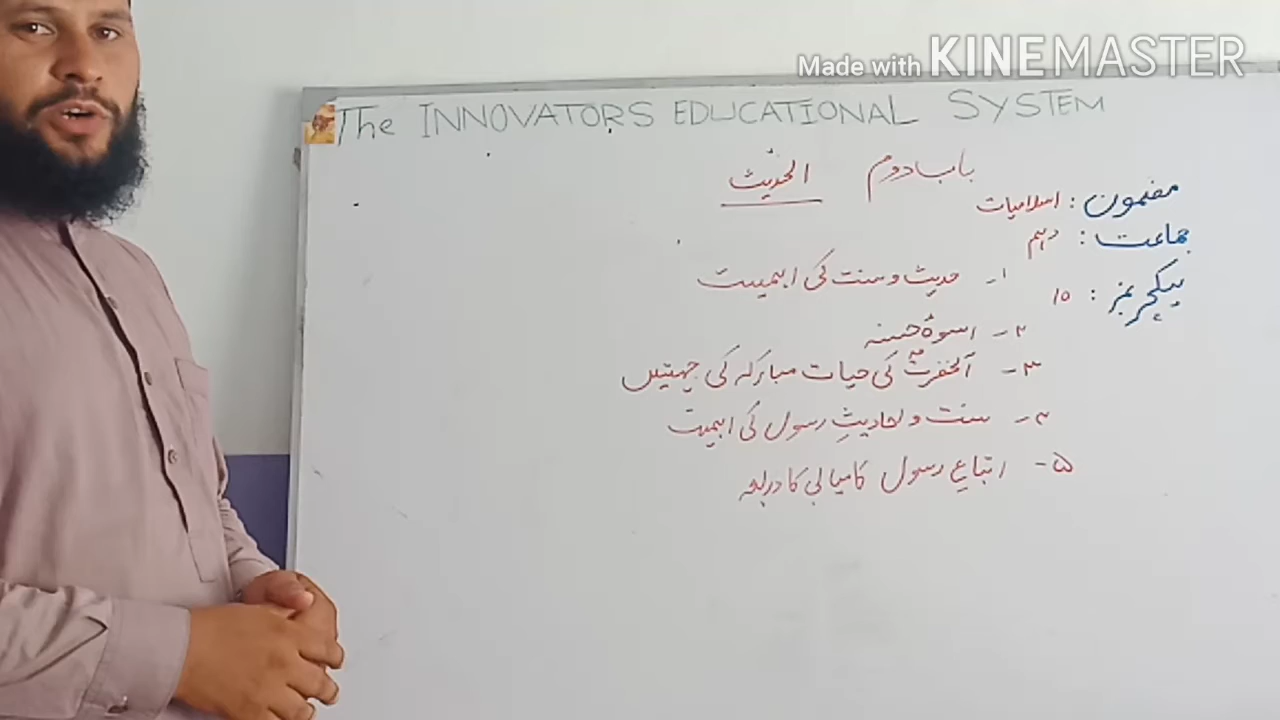 Made with KINEMASTER
The INNOVATORS EDUCATIONAL SYSTEM
باب دوم الحدیث
مضمون : اسلامیات
جماعت : دہم
لیکچر نمبر : 15
۱- حدیث و سنت کی اہمیت
۲- اسوۂ حسنہ
۳- آنحضرتؐ کی حیات مبارکہ کی جہتیں
۴- سنت و احادیثِ رسول کی اہمیت
۵- اتباعِ رسول کامیابی کا ذریعہ